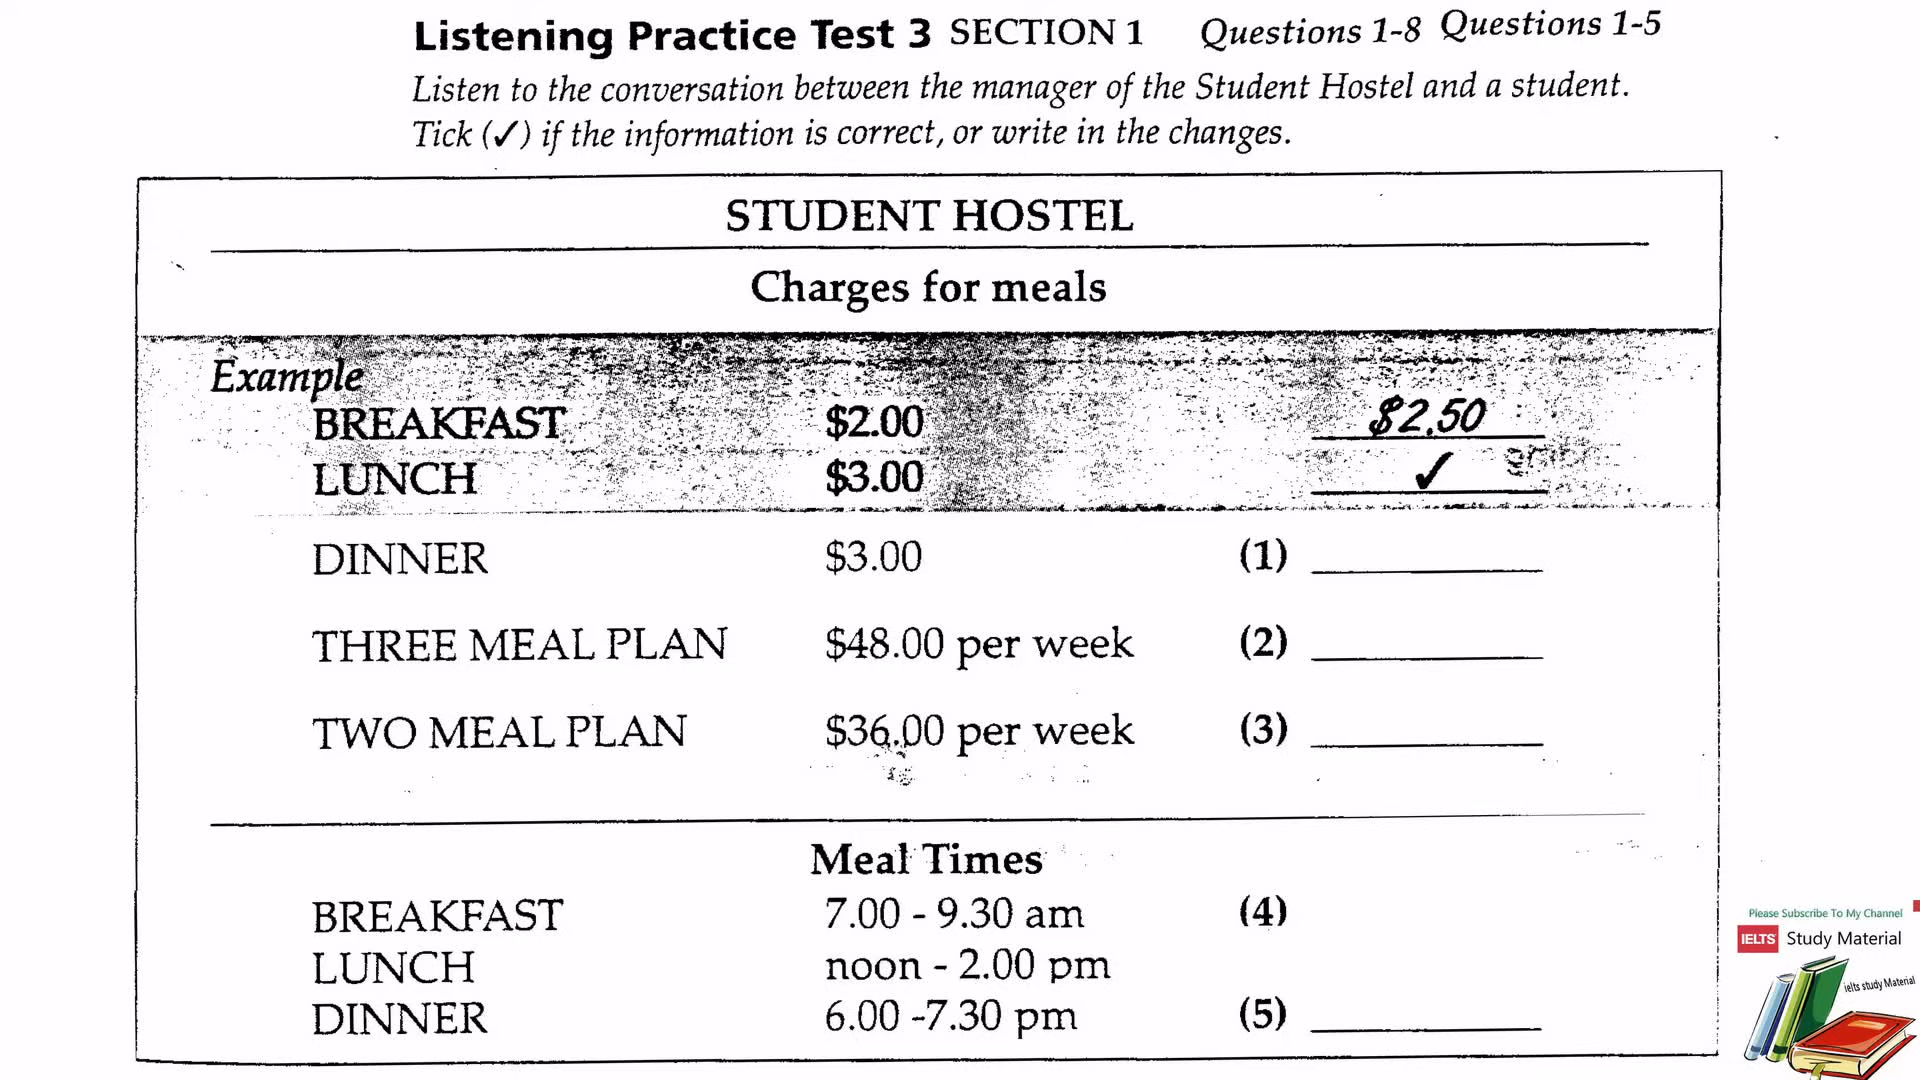 Listening Practice Test 3 SECTION 1 Questions 1-8 Questions 1-5
Listen to the conversation between the manager of the Student Hostel and a student.
Tick (✓) if the information is correct, or write in the changes.
STUDENT HOSTEL
Charges for meals
Example
BREAKFAST $2.00 $2.50
LUNCH $3.00 ✓
DINNER $3.00 (1)
THREE MEAL PLAN $48.00 per week (2)
TWO MEAL PLAN $36.00 per week (3)
Meal Times
BREAKFAST 7.00 - 9.30 am (4)
LUNCH noon - 2.00 pm
DINNER 6.00 -7.30 pm (5)
Please Subscribe To My Channel
IELTS Study Material
ielts study Material